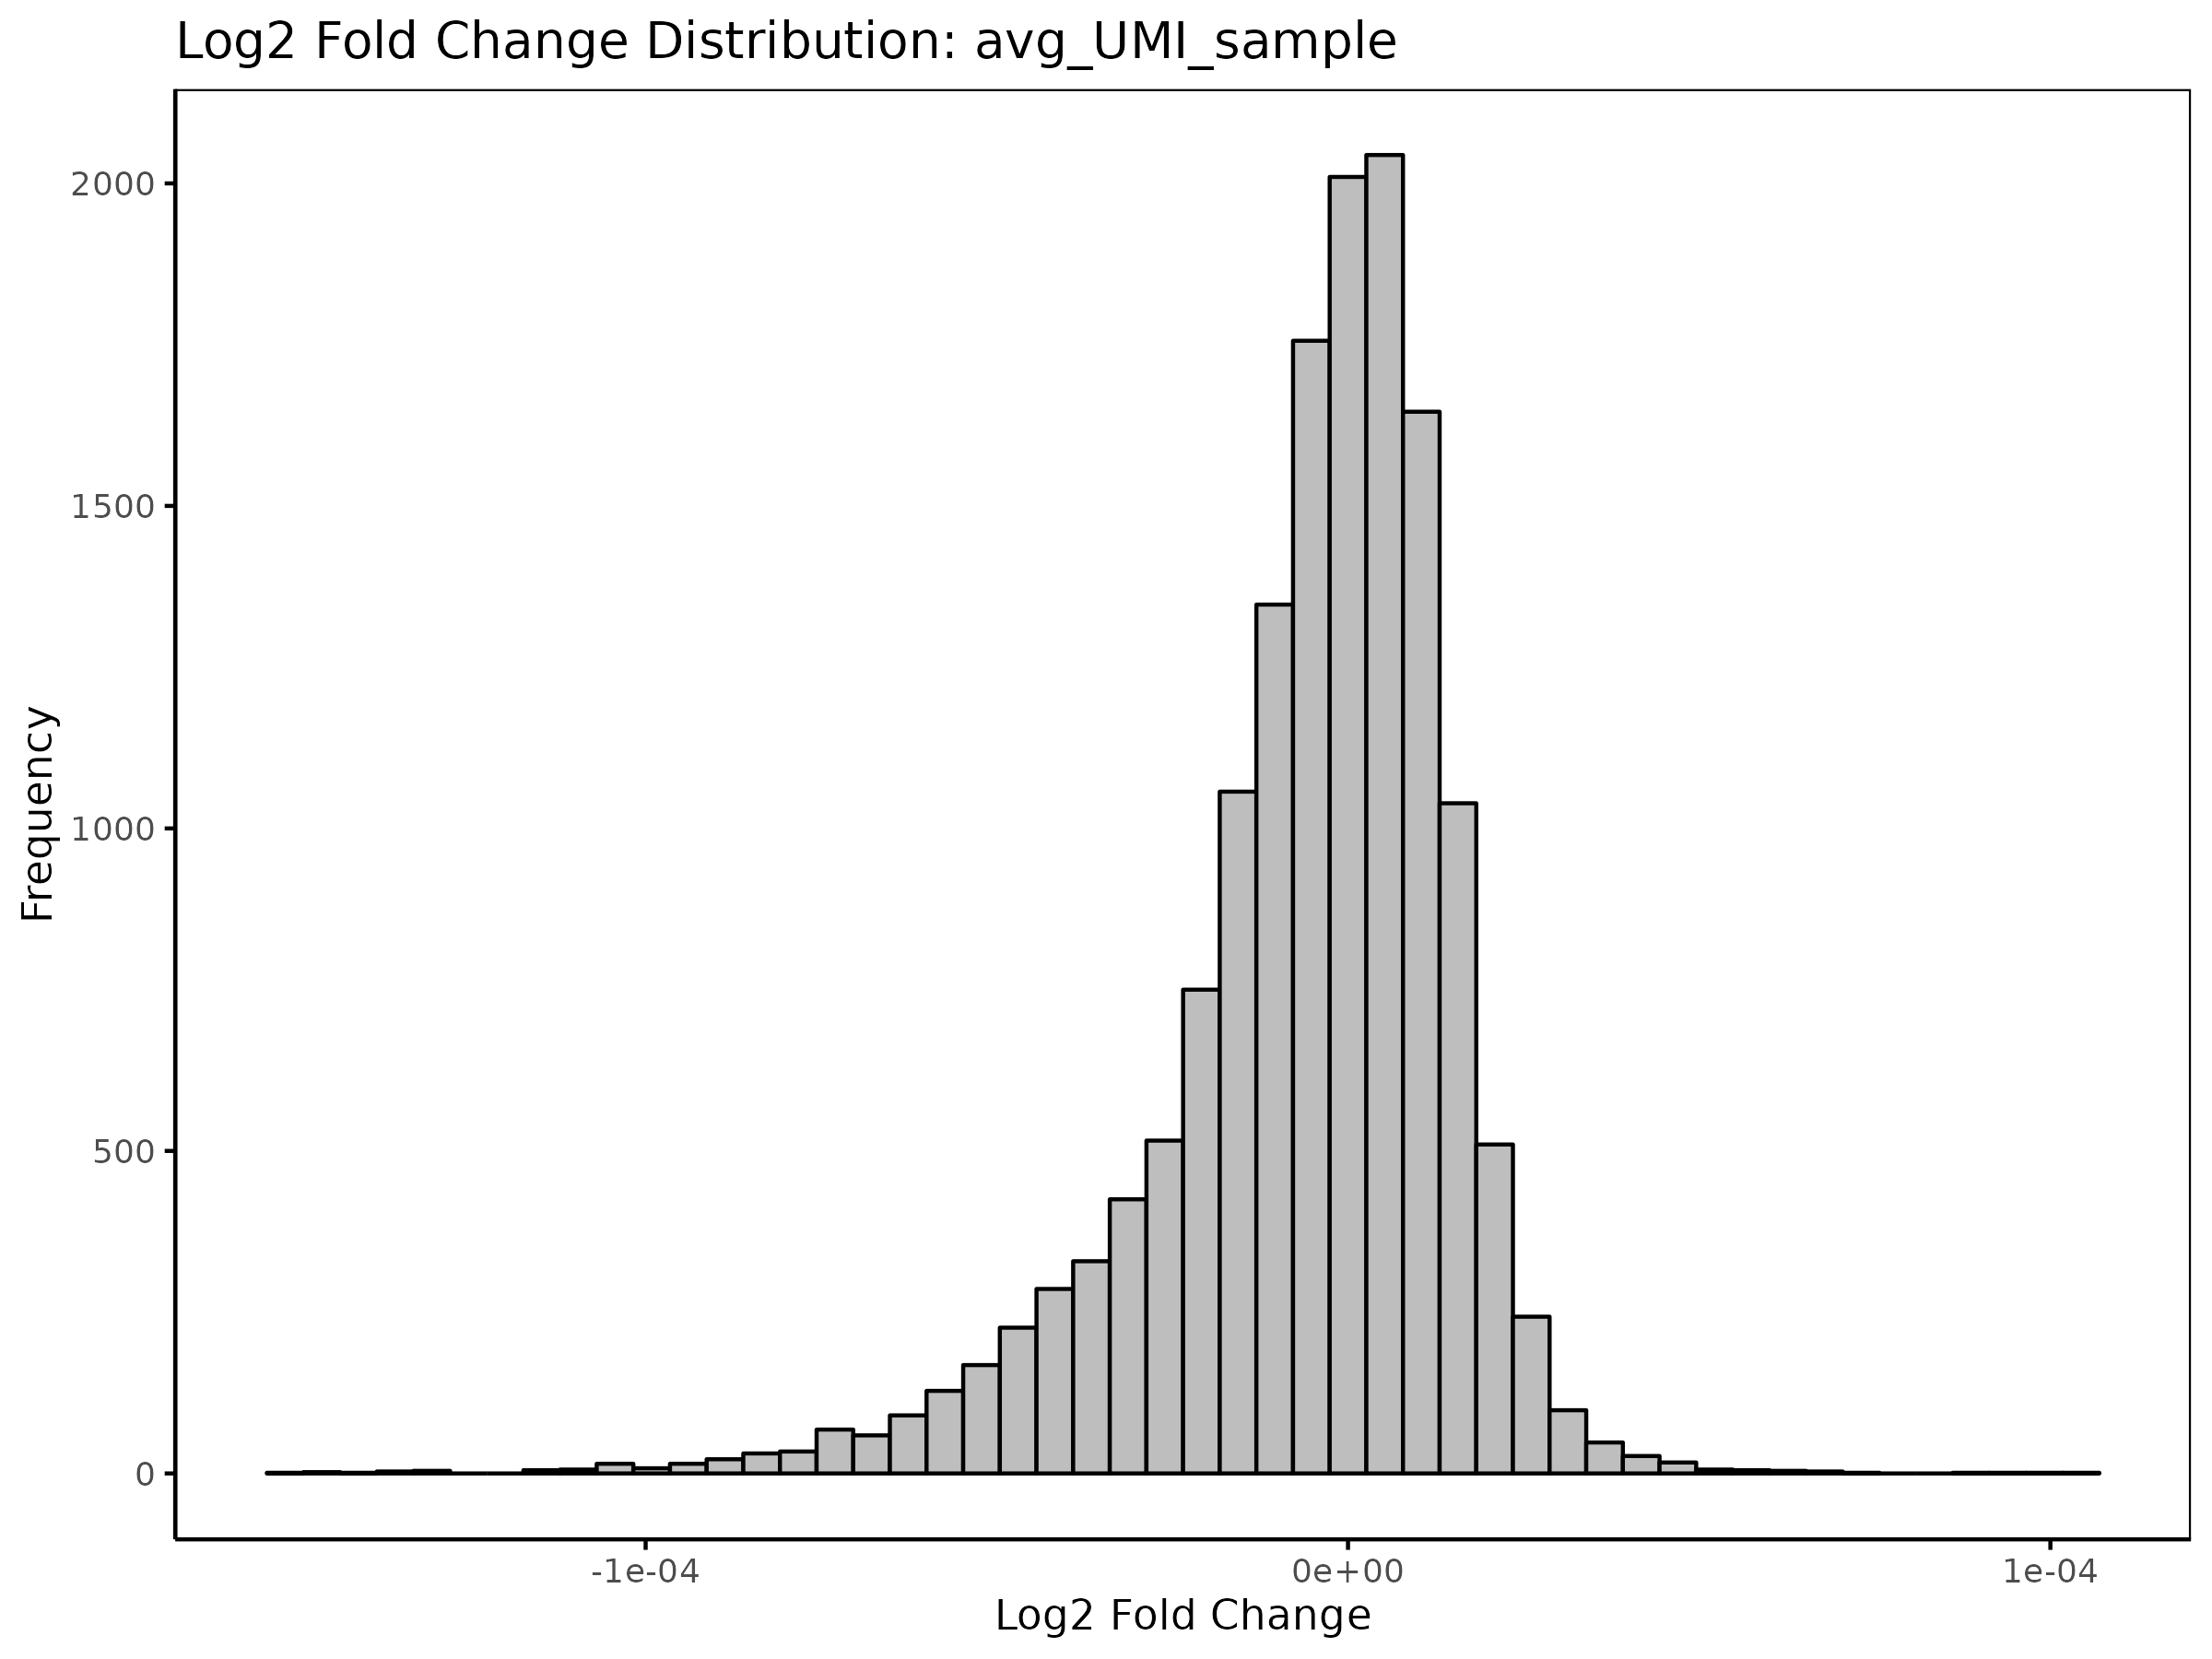 Log2 Fold Change Distribution: avg_UMI_sample
Frequency
2000
1500
1000
500
0
-1e-04
0e+00
1e-04
Log2 Fold Change